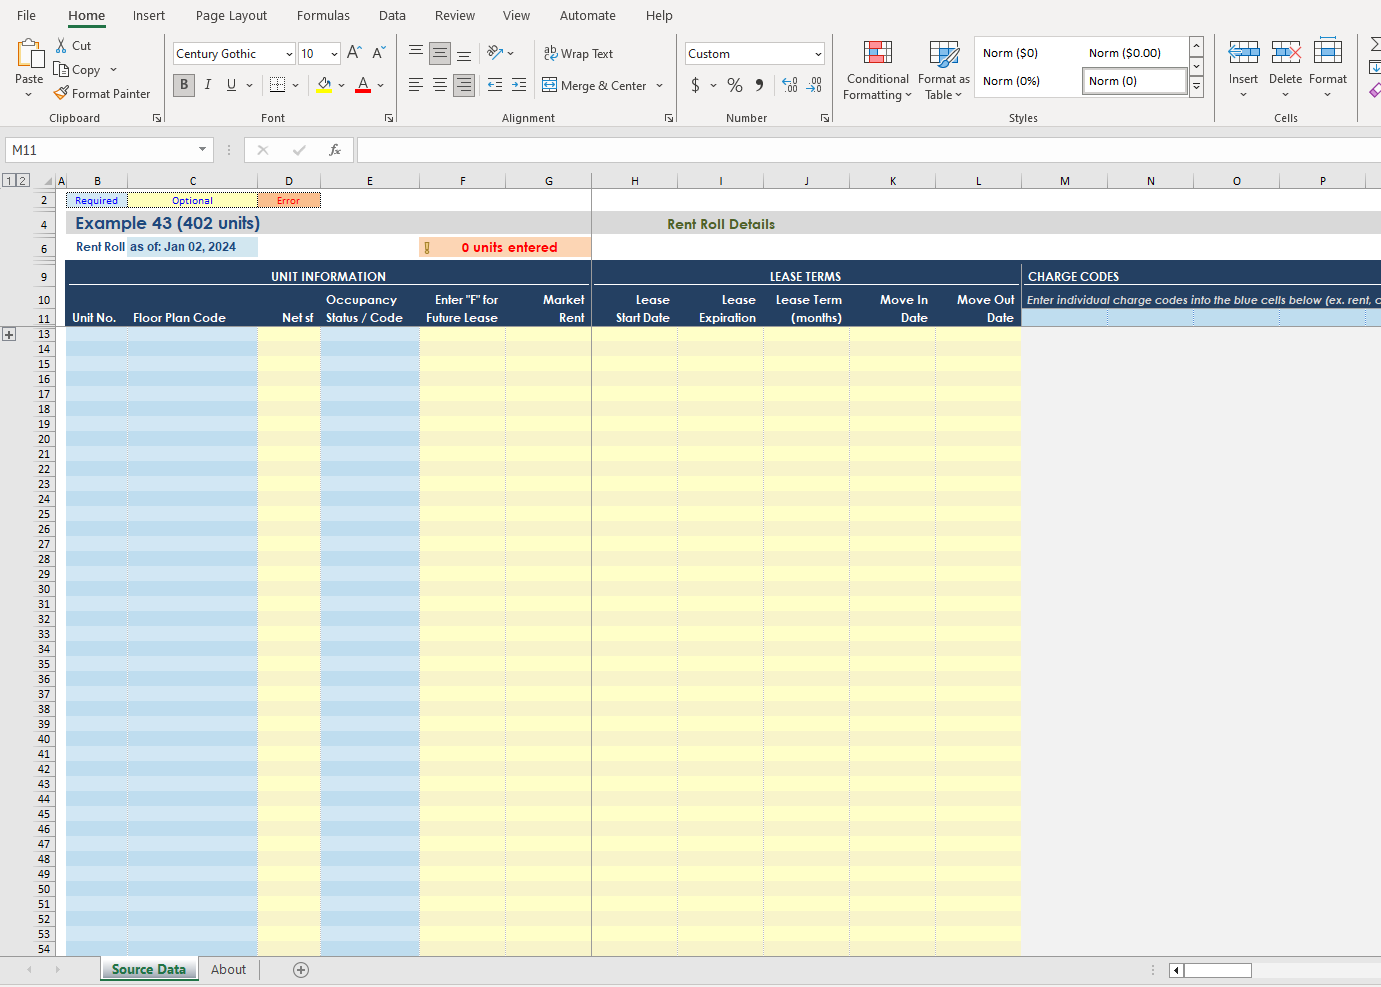 File Home Insert Page Layout Formulas Data Review View Automate Help
Paste Cut Copy Format Painter
Clipboard
Century Gothic 10 A A
B I U A
Font
ab Wrap Text
Merge & Center
Alignment
Custom
$ % 9 .00 .00
Number
Conditional Formatting
Format as Table
Norm ($0) Norm ($0.00)
Norm (0%) Norm (0)
Styles
Insert Delete Format
Cells
M11 fx
1 2 A B C D E F G H I J K L M N O P
2 Required Optional Error
4 Example 43 (402 units) Rent Roll Details
6 Rent Roll as of: Jan 02, 2024 0 units entered
9 UNIT INFORMATION LEASE TERMS CHARGE CODES
10 Occupancy Enter "F" for Market Lease Lease Lease Term Move In Move Out Enter individual charge codes into the blue cells below (ex. rent, c
11 Unit No. Floor Plan Code Net sf Status / Code Future Lease Rent Start Date Expiration (months) Date Date
13
14
15
16
17
18
19
20
21
22
23
24
25
26
27
28
29
30
31
32
33
34
35
36
37
38
39
40
41
42
43
44
45
46
47
48
49
50
51
52
53
54
Source Data About